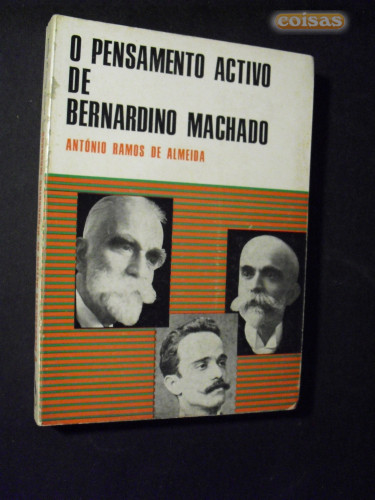 coisas
O PENSAMENTO ACTIVO
DE
BERNARDINO MACHADO
ANTÓNIO RAMOS DE ALMEIDA